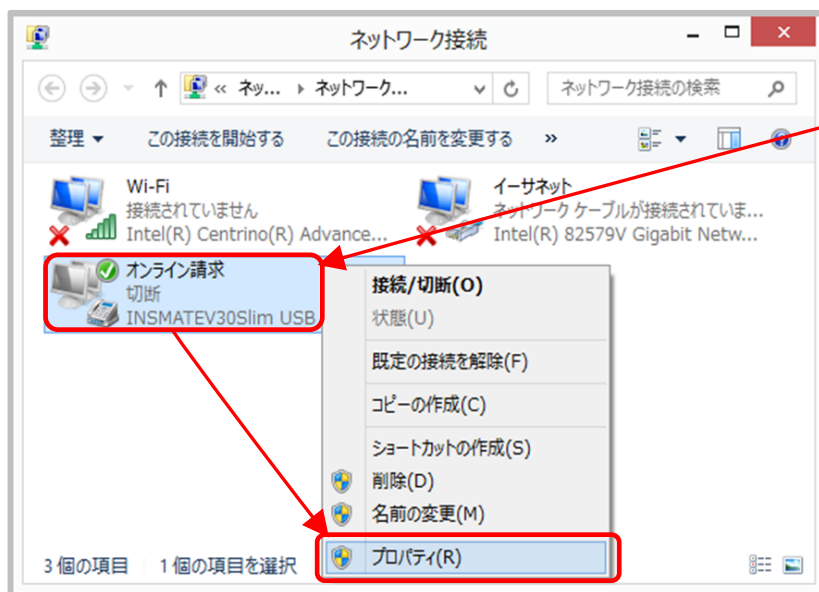 ネットワーク接続
« ネッ... ネットワーク...
ネットワーク接続の検索
整理 この接続を開始する この接続の名前を変更する »
Wi-Fi
接続されていません
Intel(R) Centrino(R) Advance...
イーサネット
ネットワーク ケーブルが接続されていま...
Intel(R) 82579V Gigabit Netw...
オンライン請求
切断
INSMATEV30Slim USB
接続/切断(O)
状態(U)
既定の接続を解除(F)
コピーの作成(C)
ショートカットの作成(S)
削除(D)
名前の変更(M)
プロパティ(R)
3 個の項目 1 個の項目を選択